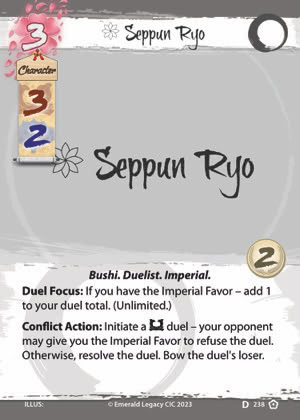 3
Seppun Ryo
Character
3
2
Seppun Ryo
2
Bushi. Duelist. Imperial.
Duel Focus: If you have the Imperial Favor – add 1
to your duel total. (Unlimited.)
Conflict Action: Initiate a duel – your opponent
may give you the Imperial Favor to refuse the duel.
Otherwise, resolve the duel. Bow the duel's loser.
ILLUS: © Emerald Legacy CIC 2023 D 238